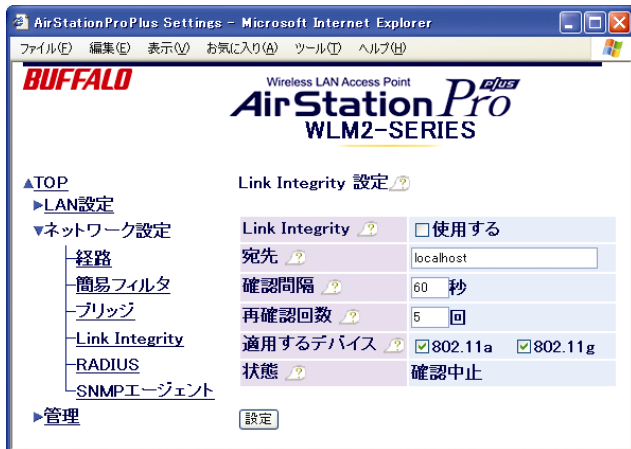 AirStationProPlus Settings - Microsoft Internet Explorer
ファイル(F) 編集(E) 表示(V) お気に入り(A) ツール(T) ヘルプ(H)
BUFFALO
Wireless LAN Access Point
AirStation Pro plus
WLM2-SERIES
▲TOP
▶LAN設定
▼ネットワーク設定
経路
簡易フィルタ
ブリッジ
Link Integrity
RADIUS
SNMPエージェント
▶管理
Link Integrity 設定 ?
Link Integrity ? 使用する
宛先 ? localhost
確認間隔 ? 60 秒
再確認回数 ? 5 回
適用するデバイス ? 802.11a 802.11g
状態 ? 確認中止
設定